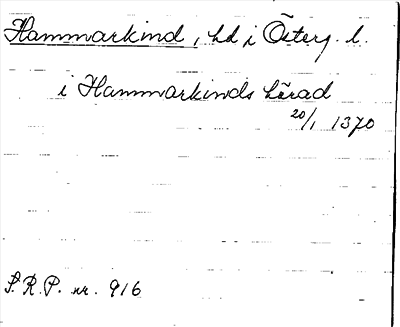 Hammarkind, hd i Österg. l.
i Hammarkinds härad
20/1 1370
S.R.P. nr. 916